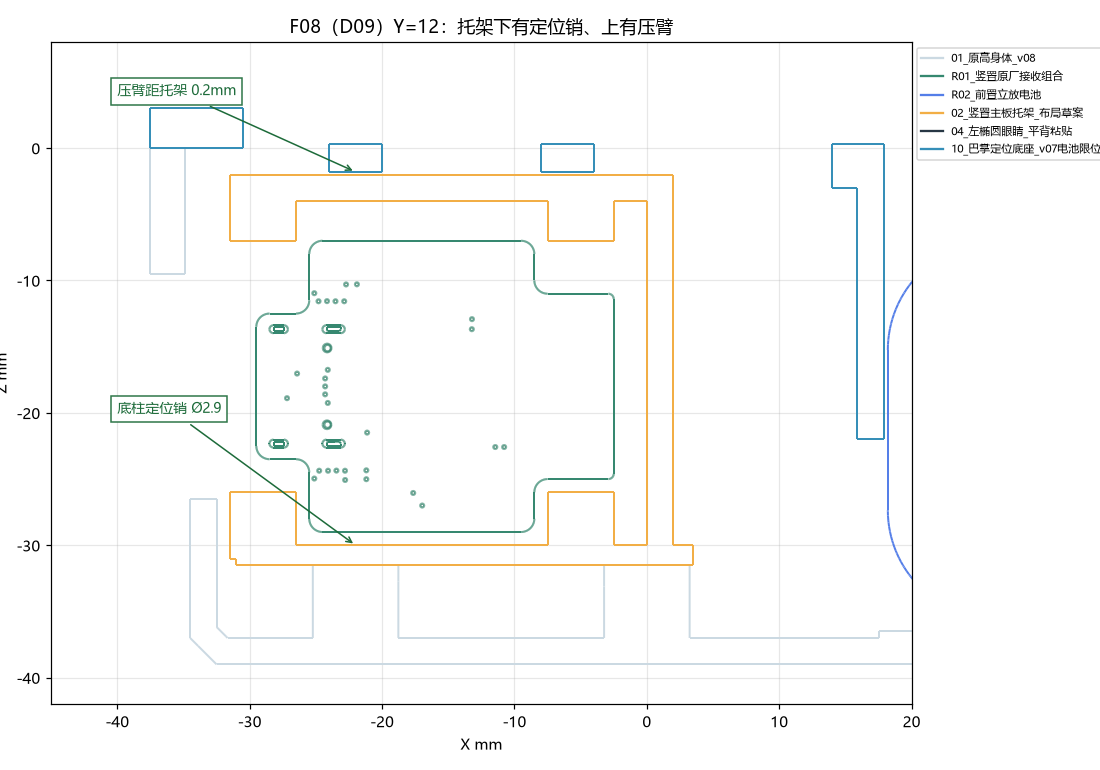 F08（D09）Y=12：托架下有定位销、上有压臂
压臂距托架 0.2mm
底柱定位销 Ø2.9
01_原高身体_v08
R01_竖置原厂接收组合
R02_前置立放电池
02_竖置主板托架_布局草案
04_左椭圆眼睛_平背粘贴
10_巴掌定位底座_v07电池限位
0
-10
-20
-30
-40
Z mm
-40
-30
-20
-10
0
10
20
X mm